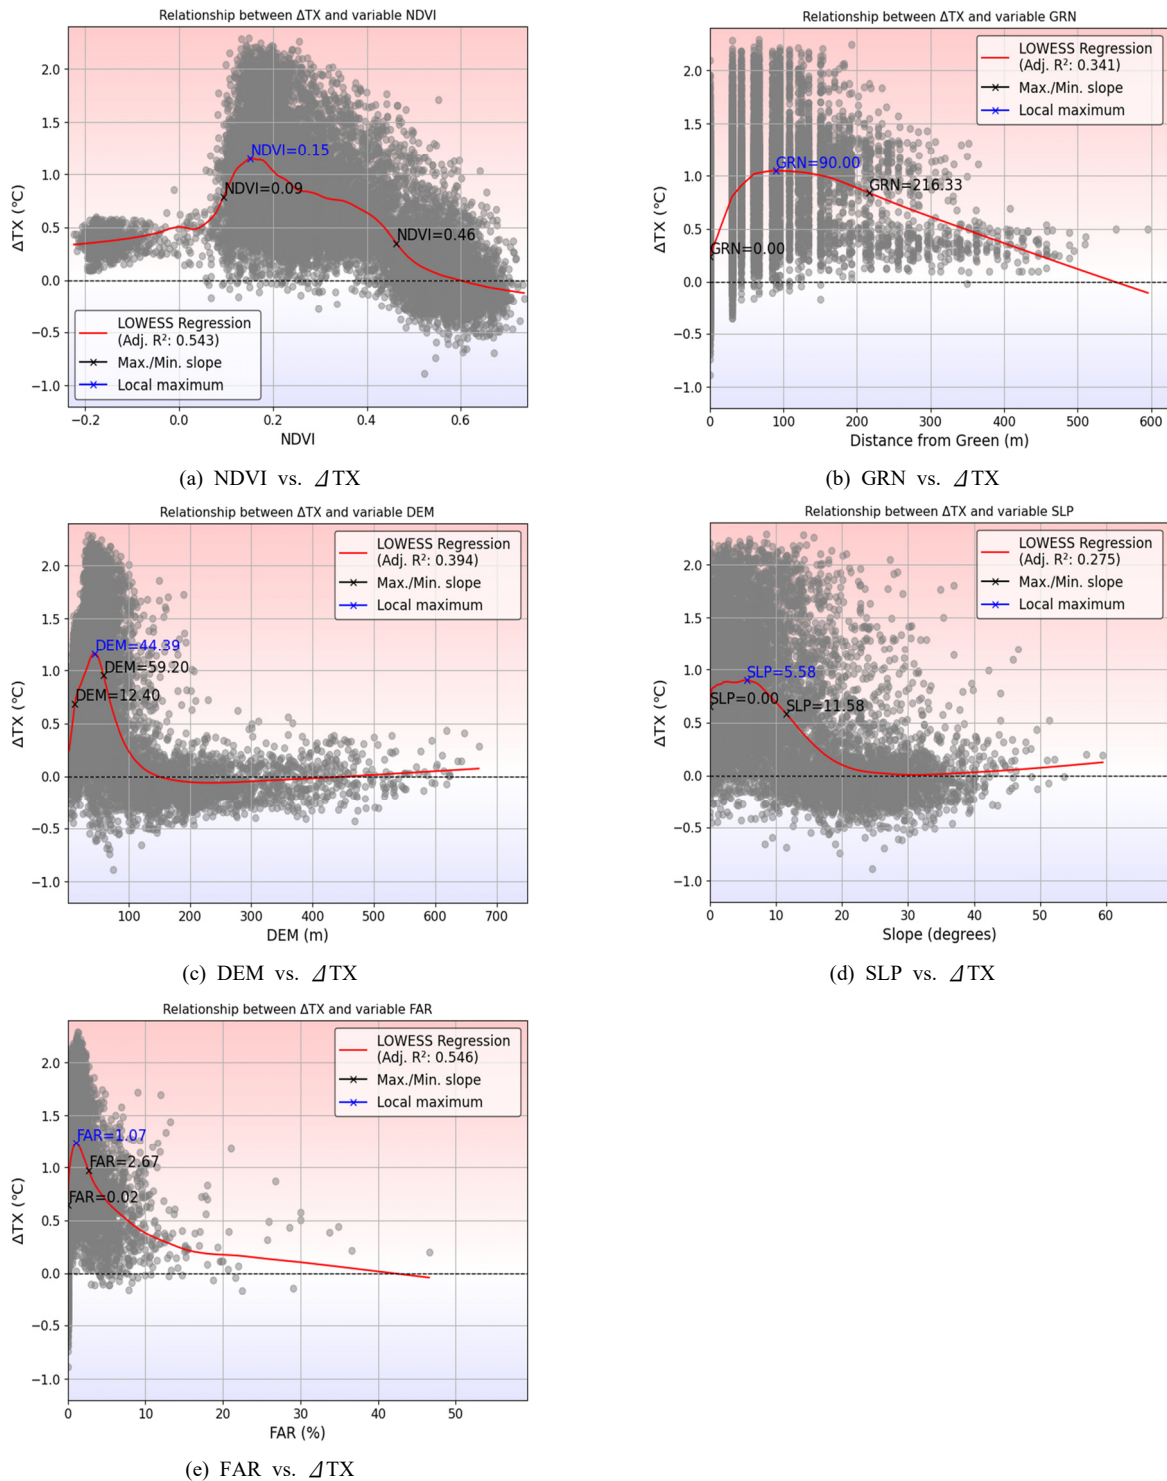 Relationship between ΔTX and variable NDVI
ΔTX (°C)
2.0
1.5
1.0
0.5
0.0
−0.5
−1.0
NDVI=0.15
NDVI=0.09
NDVI=0.46
LOWESS Regression
(Adj. R²: 0.543)
Max./Min. slope
Local maximum
−0.2 0.0 0.2 0.4 0.6
NDVI
(a) NDVI vs. ⊿TX
Relationship between ΔTX and variable GRN
ΔTX (°C)
2.0
1.5
1.0
0.5
0.0
−0.5
−1.0
LOWESS Regression
(Adj. R²: 0.341)
Max./Min. slope
Local maximum
GRN=90.00
GRN=216.33
GRN=0.00
0 100 200 300 400 500 600
Distance from Green (m)
(b) GRN vs. ⊿TX
Relationship between ΔTX and variable DEM
ΔTX (°C)
2.0
1.5
1.0
0.5
0.0
−0.5
−1.0
LOWESS Regression
(Adj. R²: 0.394)
Max./Min. slope
Local maximum
DEM=44.39
DEM=59.20
DEM=12.40
100 200 300 400 500 600 700
DEM (m)
(c) DEM vs. ⊿TX
Relationship between ΔTX and variable SLP
ΔTX (°C)
2.0
1.5
1.0
0.5
0.0
−0.5
−1.0
LOWESS Regression
(Adj. R²: 0.275)
Max./Min. slope
Local maximum
SLP=5.58
SLP=0.00
SLP=11.58
0 10 20 30 40 50 60
Slope (degrees)
(d) SLP vs. ⊿TX
Relationship between ΔTX and variable FAR
ΔTX (°C)
2.0
1.5
1.0
0.5
0.0
−0.5
−1.0
LOWESS Regression
(Adj. R²: 0.546)
Max./Min. slope
Local maximum
FAR=1.07
FAR=2.67
FAR=0.02
0 10 20 30 40 50
FAR (%)
(e) FAR vs. ⊿TX